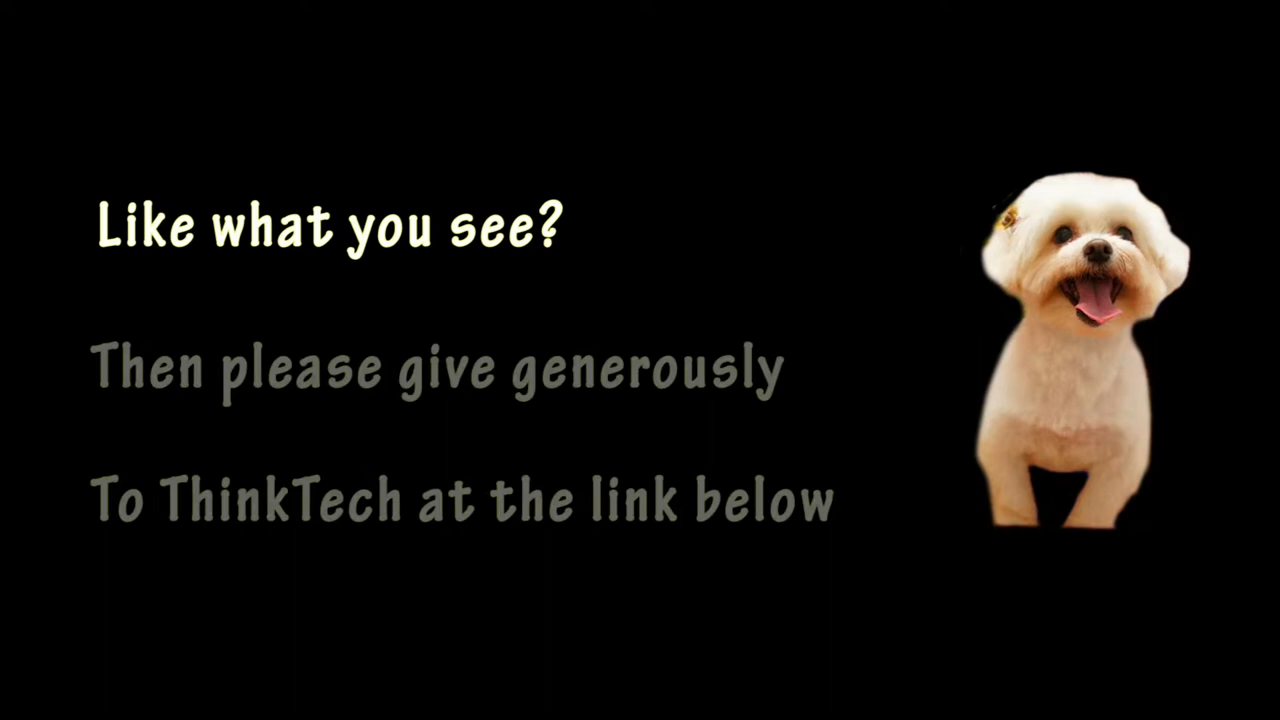 Like what you see?
Then please give generously
To ThinkTech at the link below